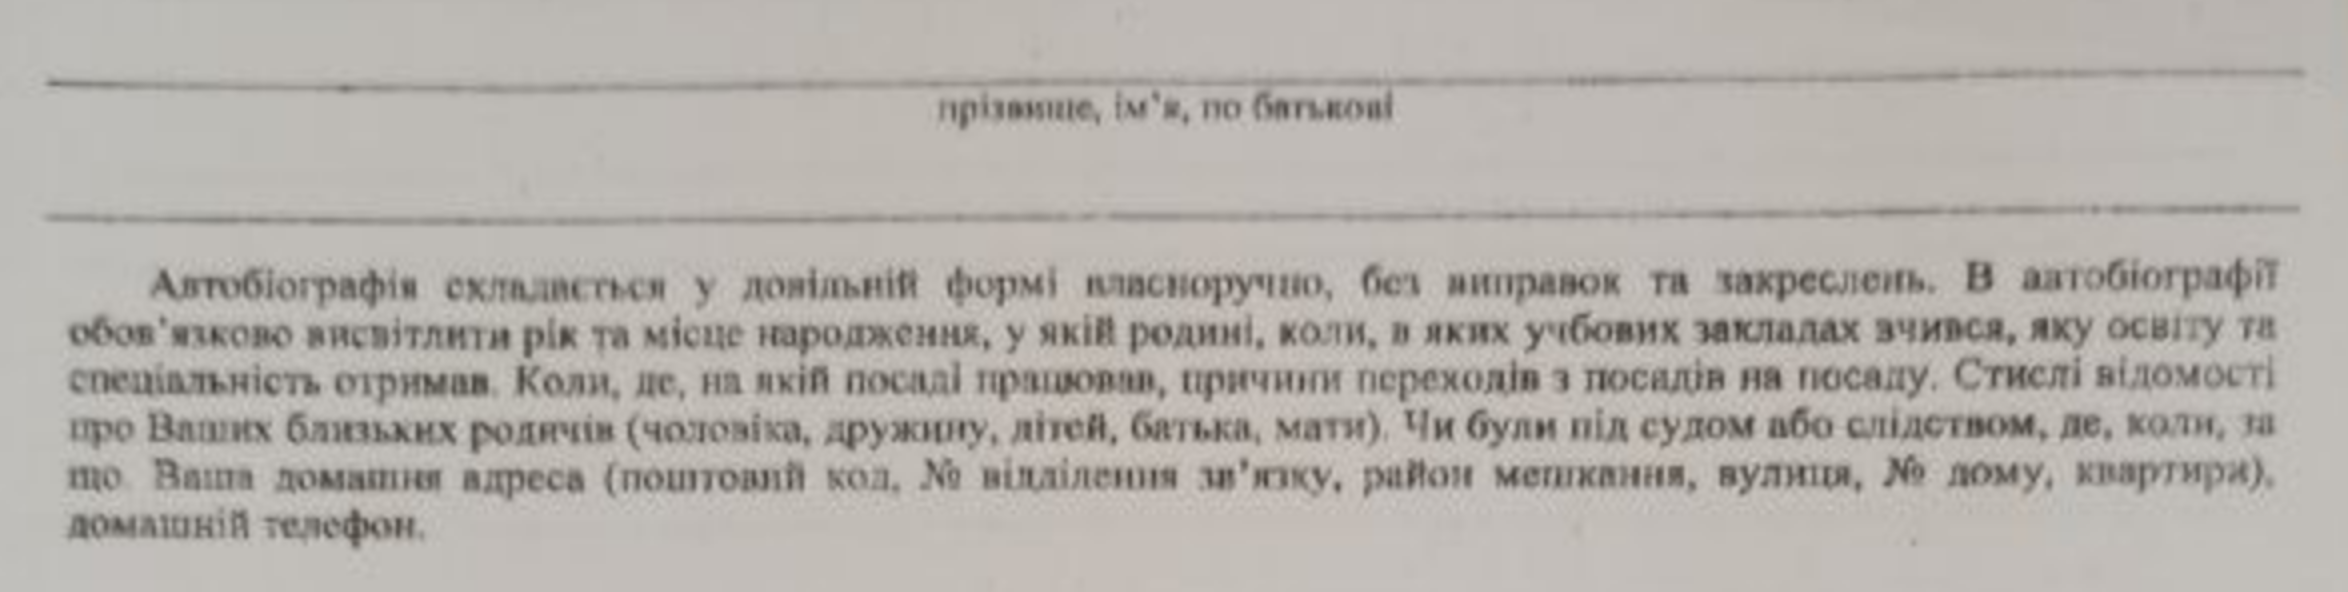 прізвище, ім’я, по батькові
Автобіографія складається у довільній формі власноручно, без виправок та закреслень. В автобіографії
обов’язково висвітлити рік та місце народження, у якій родині, коли, в яких учбових закладах вчився, яку освіту та
спеціальність отримав. Коли, де, на якій посаді працював, причини переходів з посадів на посаду. Стислі відомості
про Ваших близьких родичів (чоловіка, дружину, дітей, батька, мати). Чи були під судом або слідством, де, коли, за
що. Ваша домашня адреса (поштовий код, № відділення зв’язку, район мешкання, вулиця, № дому, квартири),
домашній телефон.